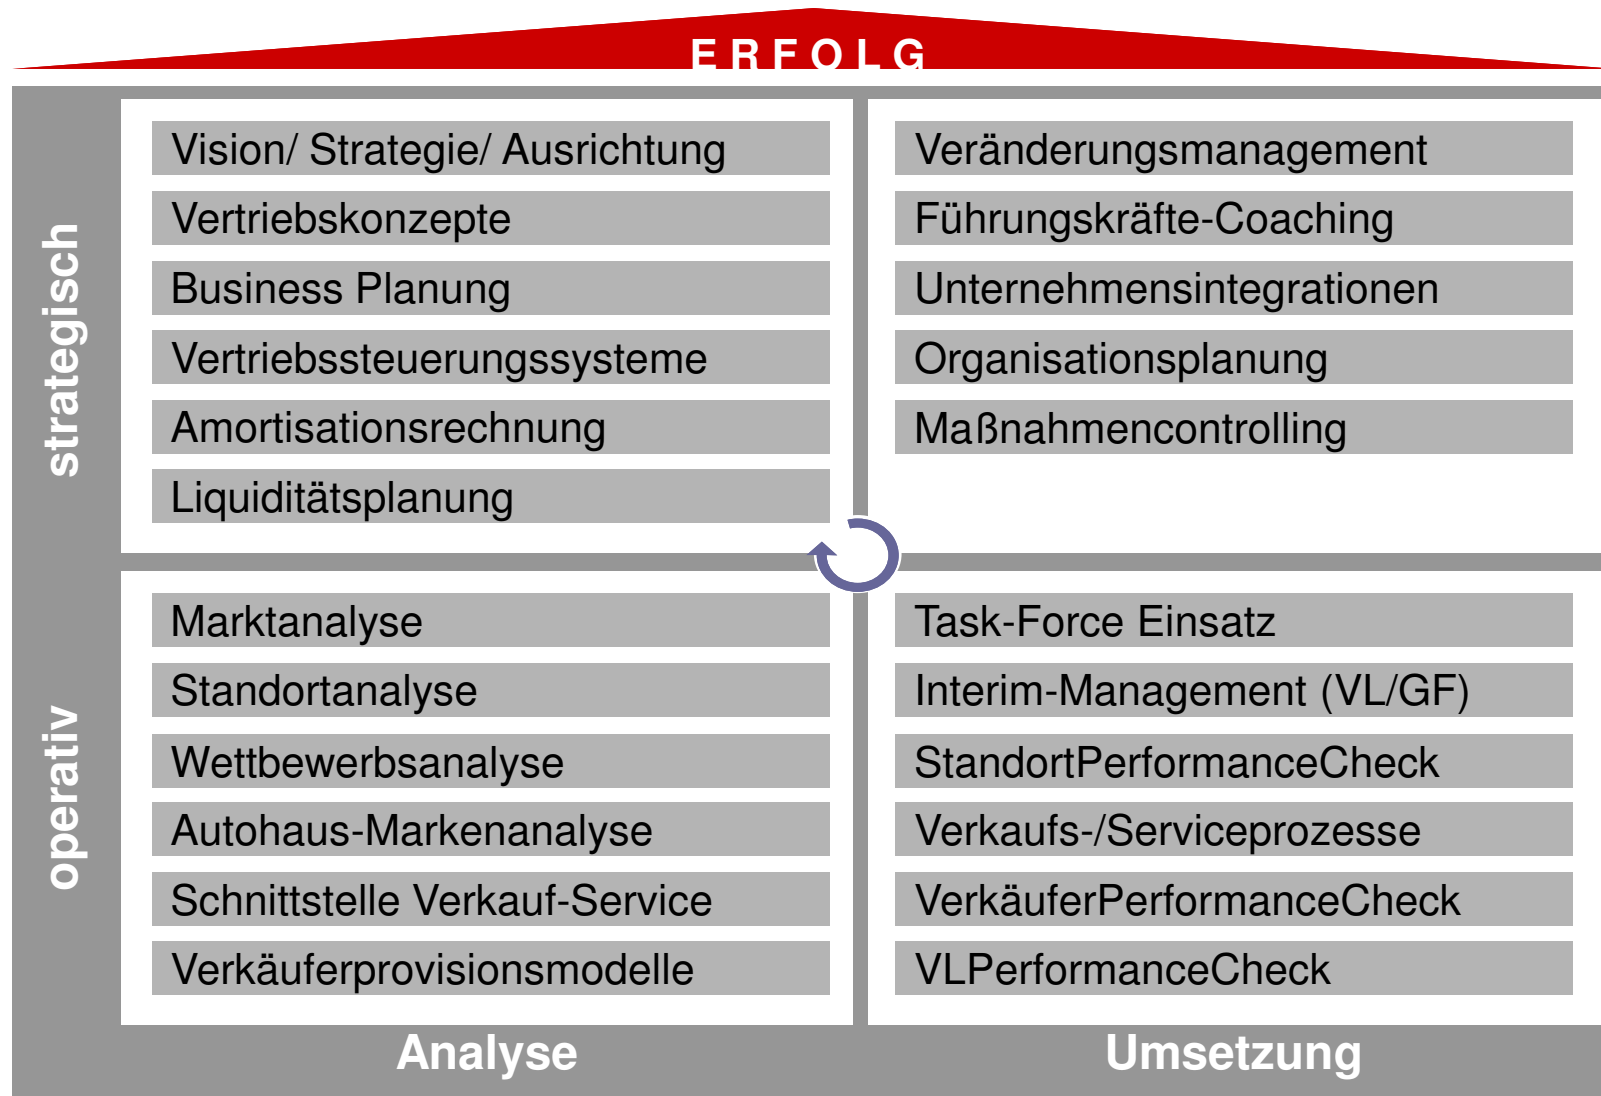 ERFOLG
strategisch
Vision/ Strategie/ Ausrichtung
Vertriebskonzepte
Business Planung
Vertriebssteuerungssysteme
Amortisationsrechnung
Liquiditätsplanung
Veränderungsmanagement
Führungskräfte-Coaching
Unternehmensintegrationen
Organisationsplanung
Maßnahmencontrolling
operativ
Marktanalyse
Standortanalyse
Wettbewerbsanalyse
Autohaus-Markenanalyse
Schnittstelle Verkauf-Service
Verkäuferprovisionsmodelle
Task-Force Einsatz
Interim-Management (VL/GF)
StandortPerformanceCheck
Verkaufs-/Serviceprozesse
VerkäuferPerformanceCheck
VLPerformanceCheck
Analyse
Umsetzung